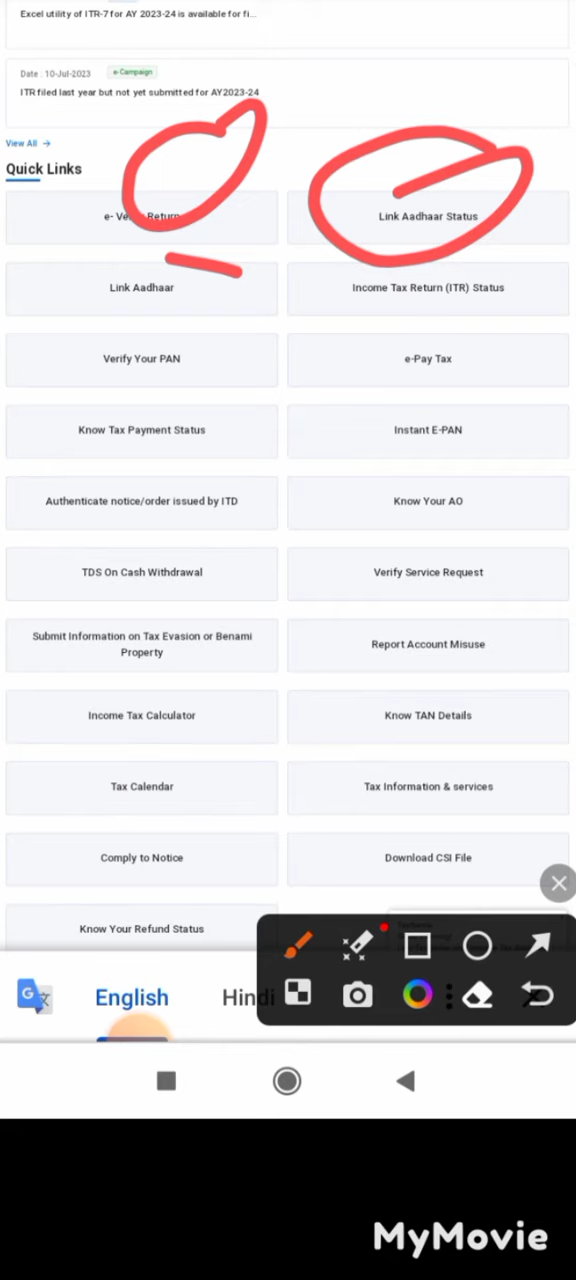 Excel utility of ITR-7 for AY 2023-24 is available for fi...
Date : 10-Jul-2023 e-Campaign
ITR filed last year but not yet submitted for AY2023-24
View All →
Quick Links
e- Return
Link Aadhaar Status
Link Aadhaar
Income Tax Return (ITR) Status
Verify Your PAN
e-Pay Tax
Know Tax Payment Status
Instant E-PAN
Authenticate notice/order issued by ITD
Know Your AO
TDS On Cash Withdrawal
Verify Service Request
Submit Information on Tax Evasion or Benami
Property
Report Account Misuse
Income Tax Calculator
Know TAN Details
Tax Calendar
Tax Information & services
Comply to Notice
Download CSI File
Know Your Refund Status
English
Hindi
MyMovie